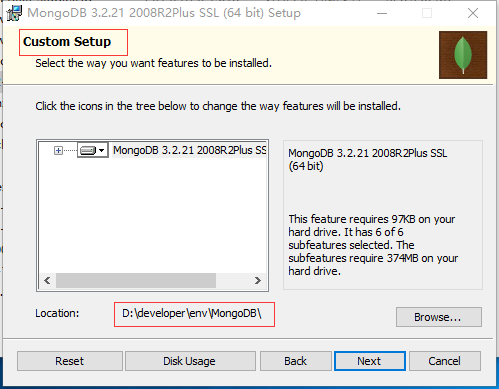 MongoDB 3.2.21 2008R2Plus SSL (64 bit) Setup
Custom Setup
Select the way you want features to be installed.
Click the icons in the tree below to change the way features will be installed.
MongoDB 3.2.21 2008R2Plus SS
MongoDB 3.2.21 2008R2Plus SSL
(64 bit)
This feature requires 97KB on your
hard drive. It has 6 of 6
subfeatures selected. The
subfeatures require 374MB on your
hard drive.
Location:
D:\developer\env\MongoDB\
Browse...
Reset
Disk Usage
Back
Next
Cancel